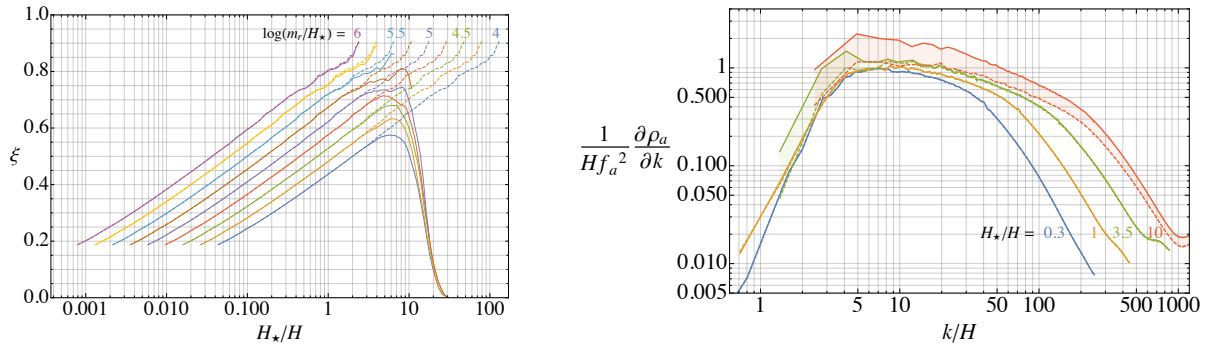 log(m_r/H⋆) = 6 5.5 5 4.5 4
1.0
0.8
0.6
0.4
0.2
0.0
ξ
0.001 0.010 0.100 1 10 100
H⋆/H
1
0.500
0.100
0.050
0.010
0.005
1/(H f_a²) ∂ρ_a/∂k
H⋆/H = 0.3 1 3.5 10
1 5 10 50 100 500 1000
k/H